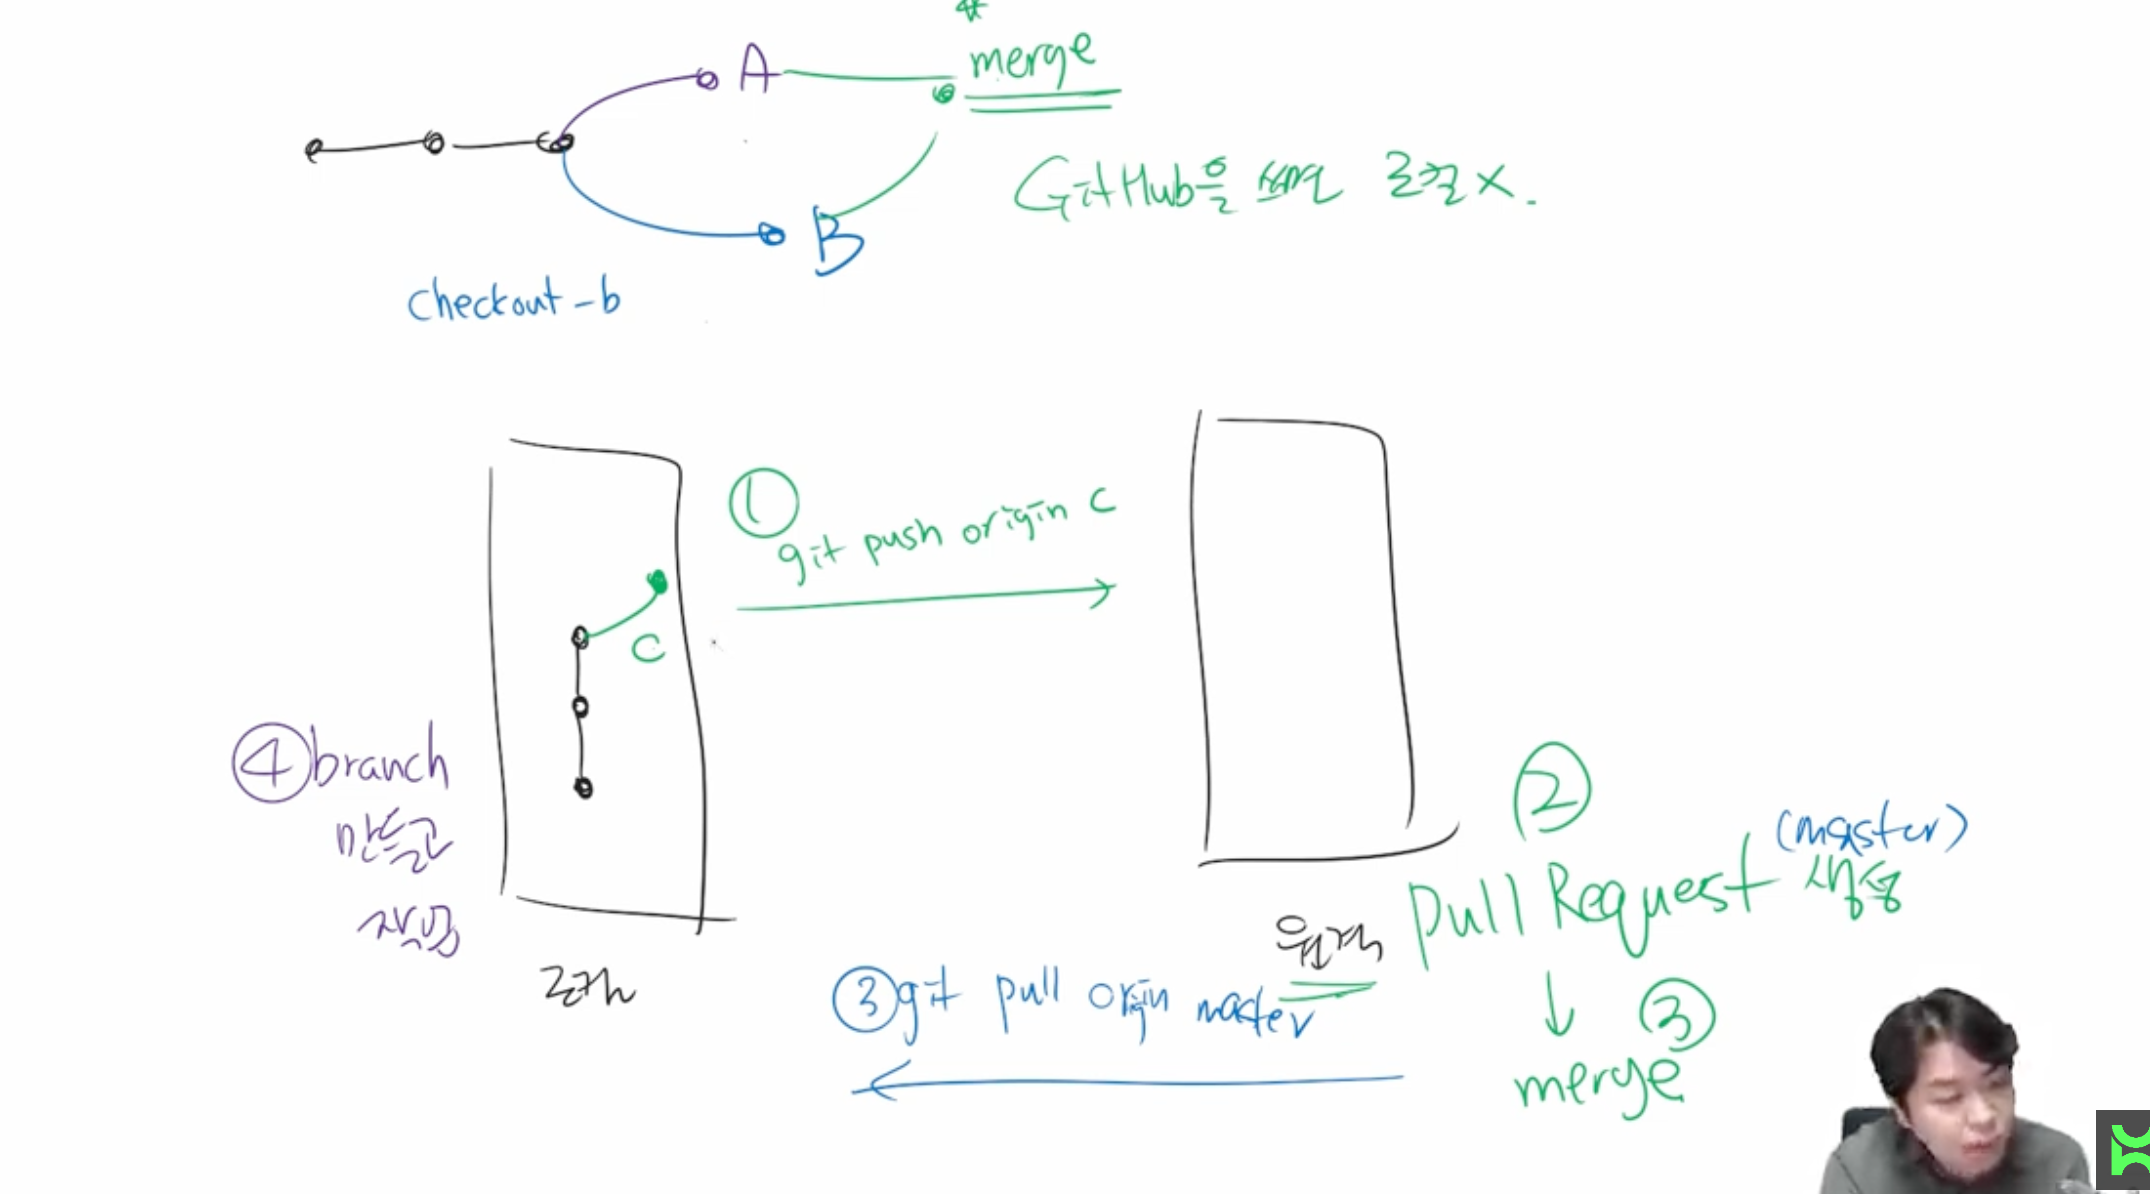 *
merge
A
GitHub을 쓰면 로컬 X.
B
checkout -b
①
git push origin C
C
④ branch
만들고
작업
로컬
원격
②
(master)
Pull Request 생성
↓ ③
merge
③ git pull origin master